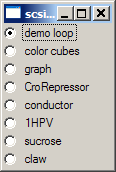 scsi...
demo loop
color cubes
graph
CroRepressor
conductor
1HPV
sucrose
claw